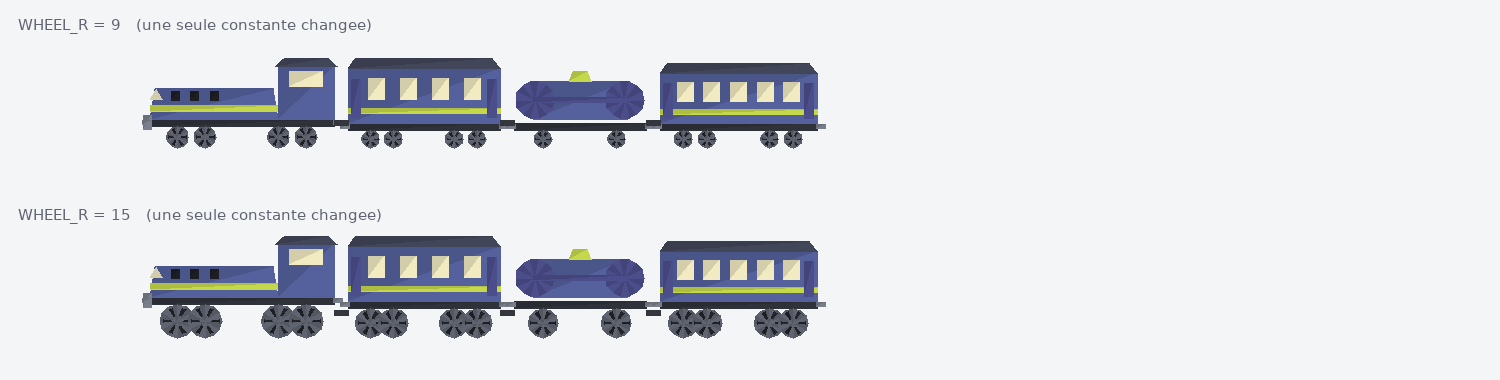 WHEEL_R = 9 (une seule constante changee)
WHEEL_R = 15 (une seule constante changee)